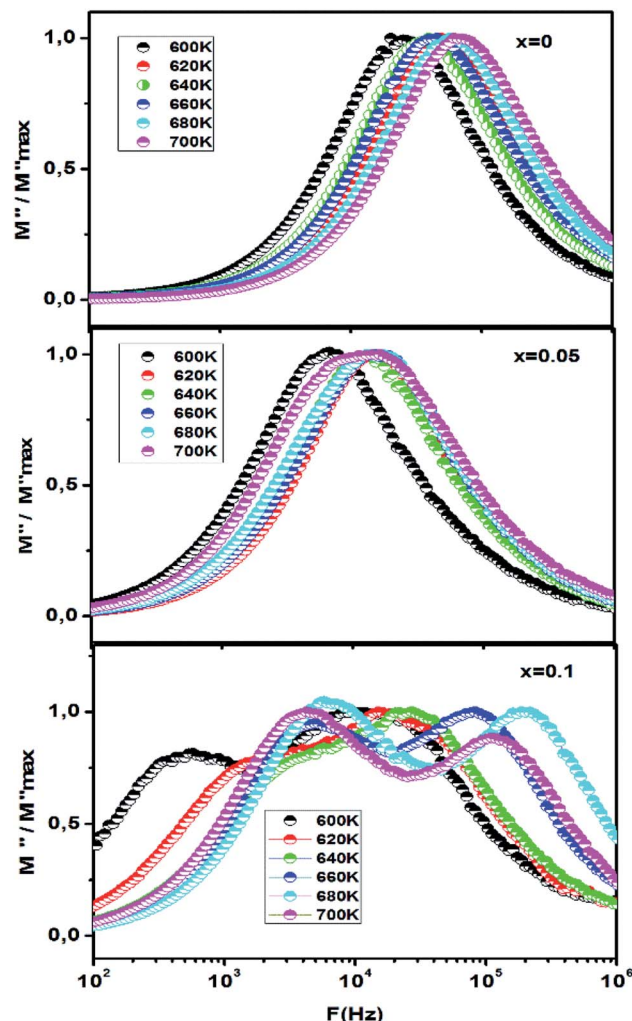 1,0
0,5
0,0
M''/ M''max
600K
620K
640K
660K
680K
700K
x=0
1,0
0,5
0,0
M''/ M''max
600K
620K
640K
660K
680K
700K
x=0.05
1,0
0,5
0,0
M''/ M''max
600K
620K
640K
660K
680K
700K
x=0.1
10² 10³ 10⁴ 10⁵ 10⁶
F(Hz)